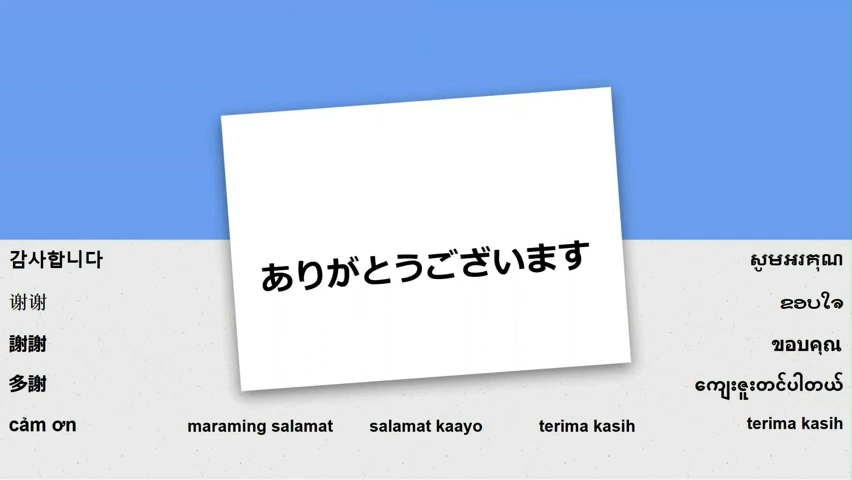 ありがとうございます
감사합니다
សូមអរគុណ
谢谢
ຂອບໃຈ
謝謝
ขอบคุณ
多謝
ကျေးဇူးတင်ပါတယ်
cảm ơn
maraming salamat
salamat kaayo
terima kasih
terima kasih